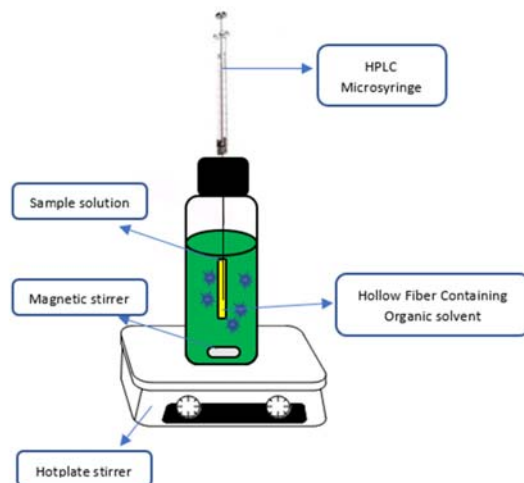 HPLC
Microsyringe
Sample solution
Magnetic stirrer
Hollow Fiber Containing
Organic solvent
Hotplate stirrer